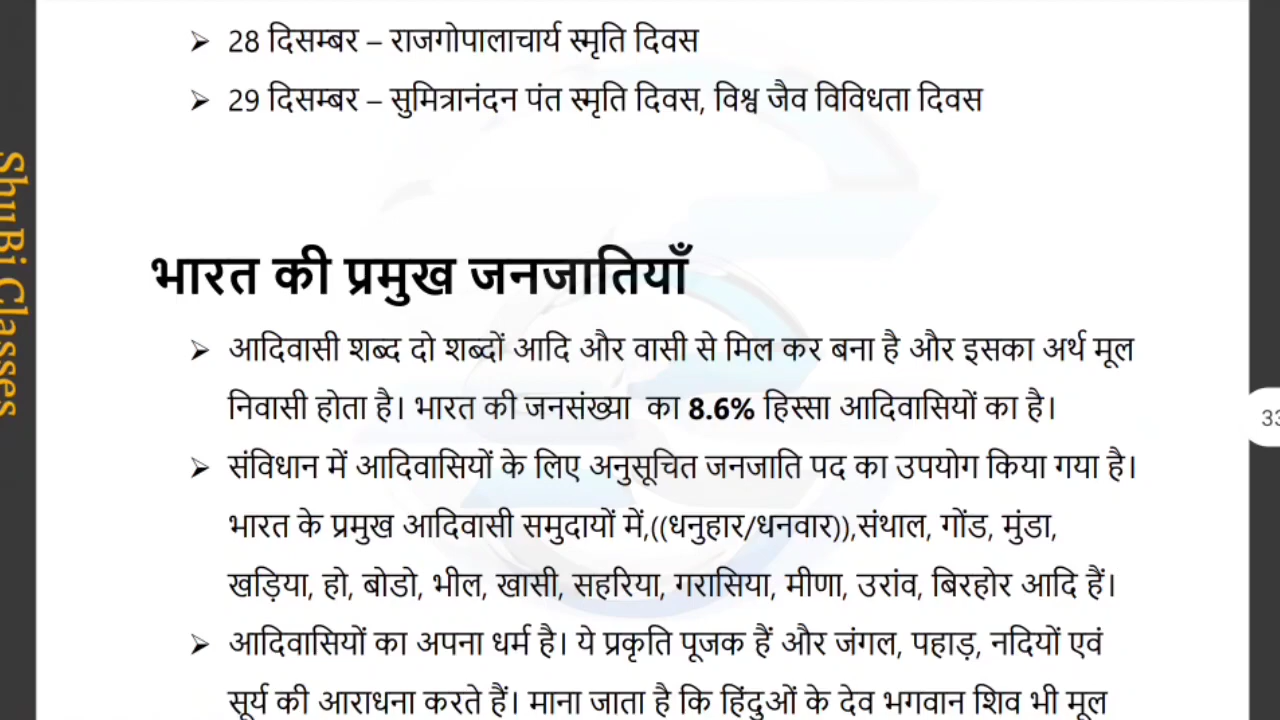 ➢ 28 दिसम्बर – राजगोपालाचार्य स्मृति दिवस
➢ 29 दिसम्बर – सुमित्रानंदन पंत स्मृति दिवस, विश्व जैव विविधता दिवस
भारत की प्रमुख जनजातियाँ
➢ आदिवासी शब्द दो शब्दों आदि और वासी से मिल कर बना है और इसका अर्थ मूल
निवासी होता है। भारत की जनसंख्या का 8.6% हिस्सा आदिवासियों का है।
➢ संविधान में आदिवासियों के लिए अनुसूचित जनजाति पद का उपयोग किया गया है।
भारत के प्रमुख आदिवासी समुदायों में,((धनुहार/धनवार)),संथाल, गोंड, मुंडा,
खड़िया, हो, बोडो, भील, खासी, सहरिया, गरासिया, मीणा, उरांव, बिरहोर आदि हैं।
➢ आदिवासियों का अपना धर्म है। ये प्रकृति पूजक हैं और जंगल, पहाड़, नदियों एवं
सूर्य की आराधना करते हैं। माना जाता है कि हिंदुओं के देव भगवान शिव भी मूल
ShuBi Classes
33